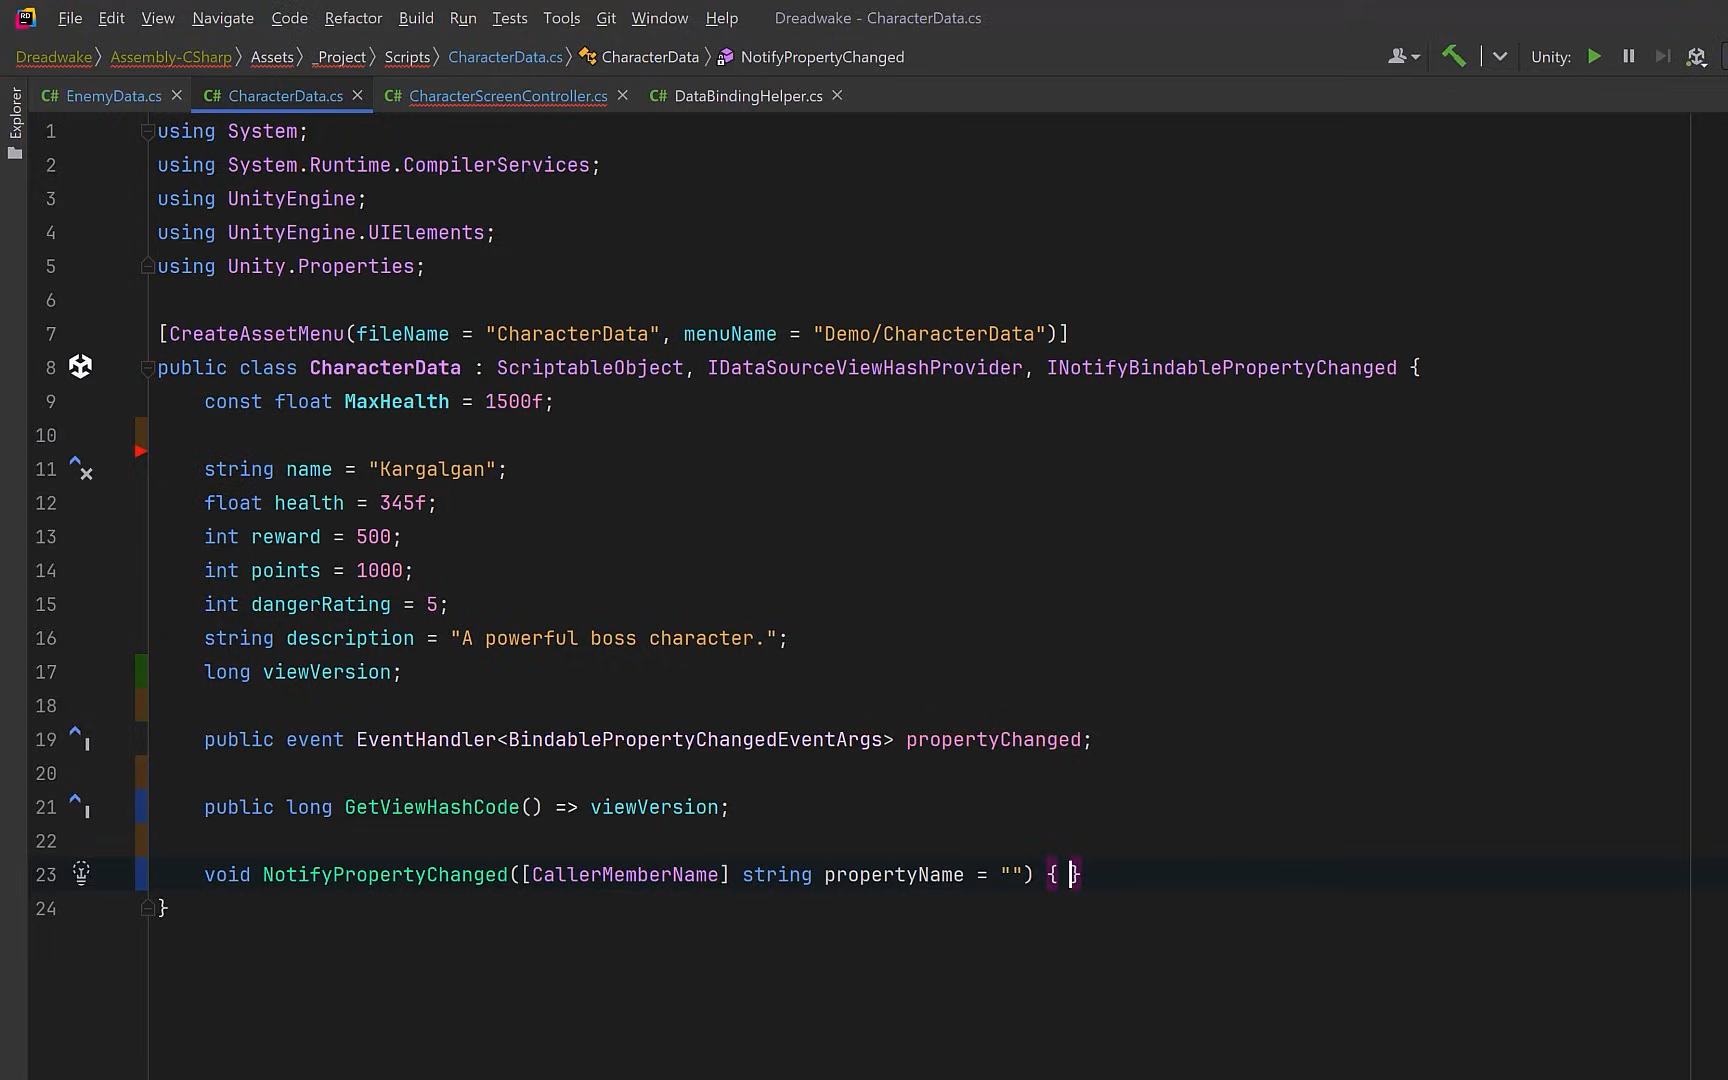 RD File Edit View Navigate Code Refactor Build Run Tests Tools Git Window Help Dreadwake - CharacterData.cs
Dreadwake Assembly-CSharp Assets _Project Scripts CharacterData.cs CharacterData NotifyPropertyChanged Unity:
Explorer
C# EnemyData.cs C# CharacterData.cs C# CharacterScreenController.cs C# DataBindingHelper.cs
1 using System;
2 using System.Runtime.CompilerServices;
3 using UnityEngine;
4 using UnityEngine.UIElements;
5 using Unity.Properties;
6
7 [CreateAssetMenu(fileName = "CharacterData", menuName = "Demo/CharacterData")]
8 public class CharacterData : ScriptableObject, IDataSourceViewHashProvider, INotifyBindablePropertyChanged {
9 const float MaxHealth = 1500f;
10
11 string name = "Kargalgan";
12 float health = 345f;
13 int reward = 500;
14 int points = 1000;
15 int dangerRating = 5;
16 string description = "A powerful boss character.";
17 long viewVersion;
18
19 public event EventHandler<BindablePropertyChangedEventArgs> propertyChanged;
20
21 public long GetViewHashCode() => viewVersion;
22
23 void NotifyPropertyChanged([CallerMemberName] string propertyName = "") { }
24 }